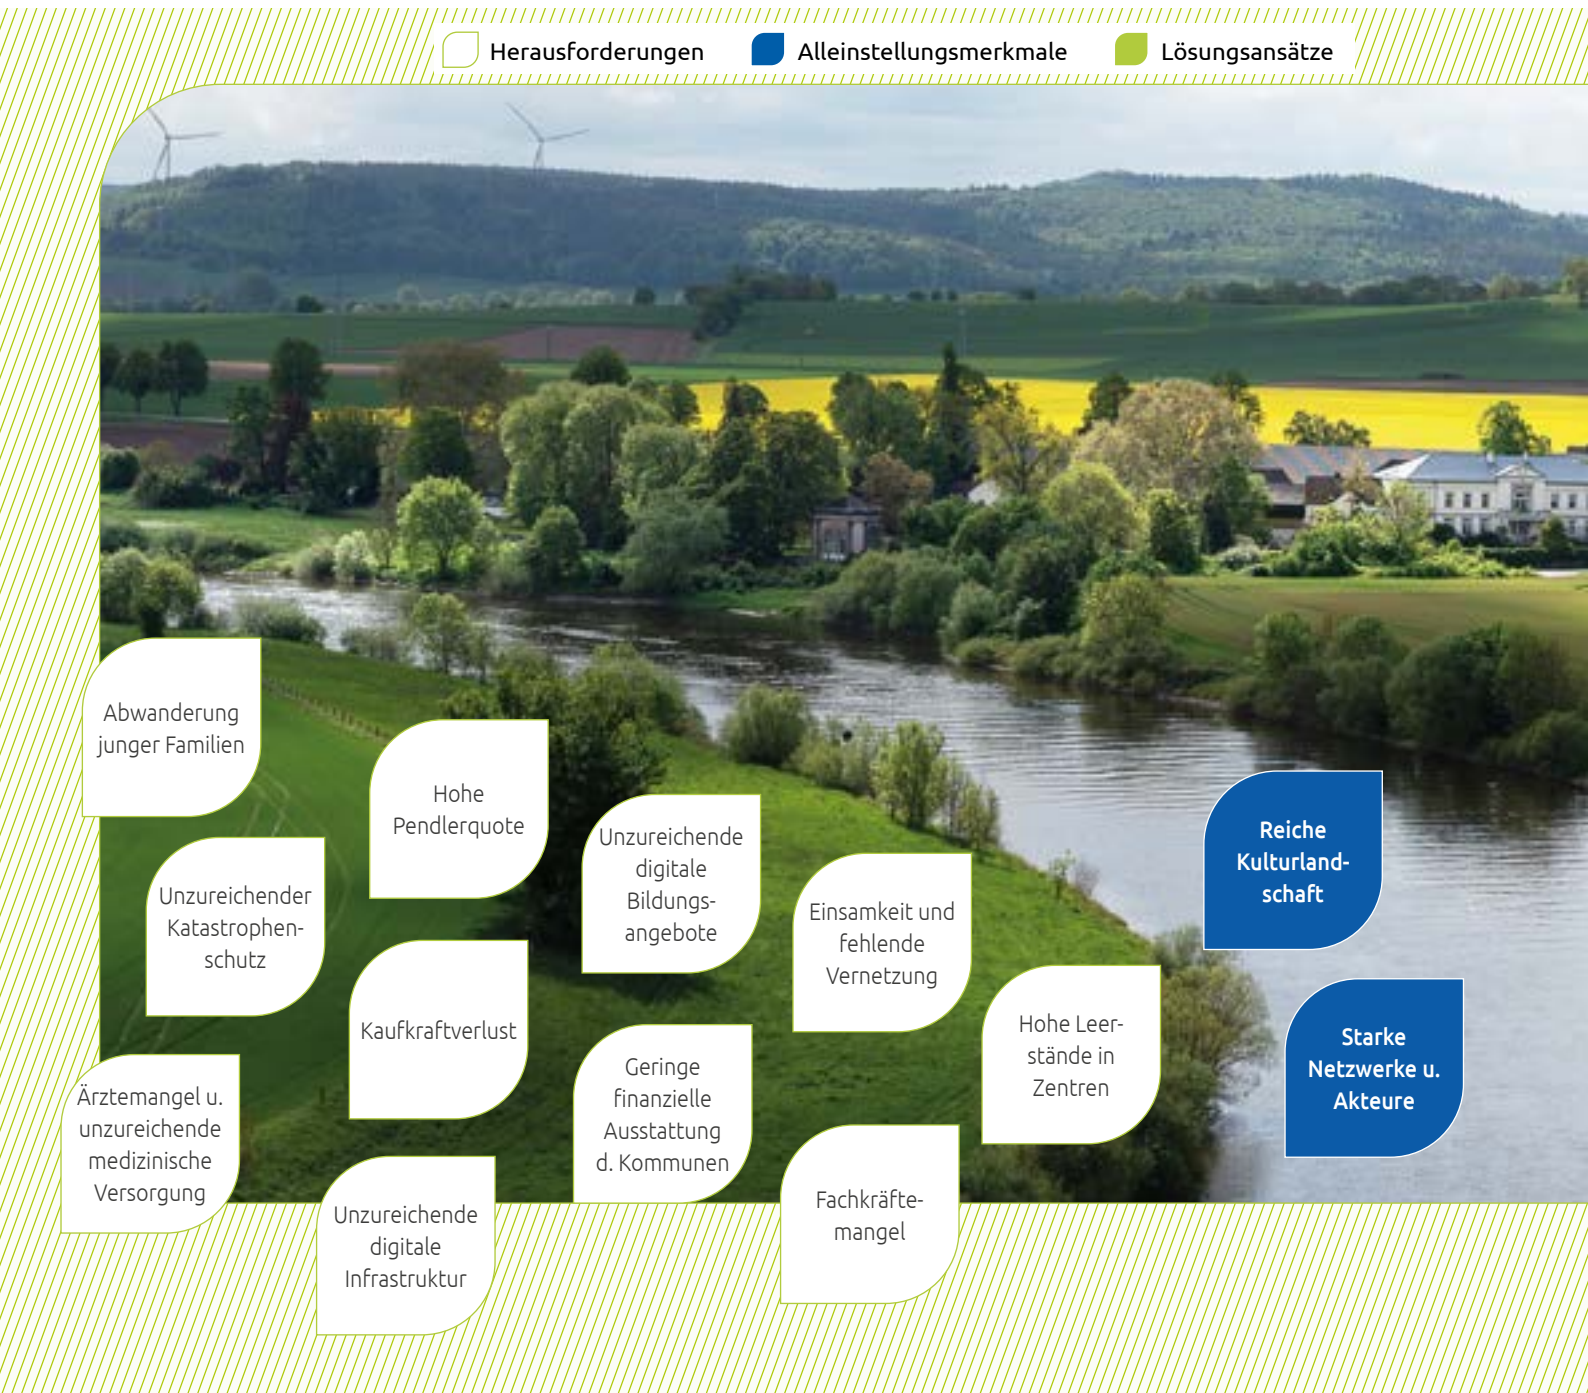 Herausforderungen
Alleinstellungsmerkmale
Lösungsansätze
Abwanderung
junger Familien
Hohe
Pendlerquote
Unzureichende
digitale
Bildungs-
angebote
Reiche
Kulturland-
schaft
Unzureichender
Katastrophen-
schutz
Einsamkeit und
fehlende
Vernetzung
Kaufkraftverlust
Hohe Leer-
stände in
Zentren
Starke
Netzwerke u.
Akteure
Ärztemangel u.
unzureichende
medizinische
Versorgung
Geringe
finanzielle
Ausstattung
d. Kommunen
Unzureichende
digitale
Infrastruktur
Fachkräfte-
mangel